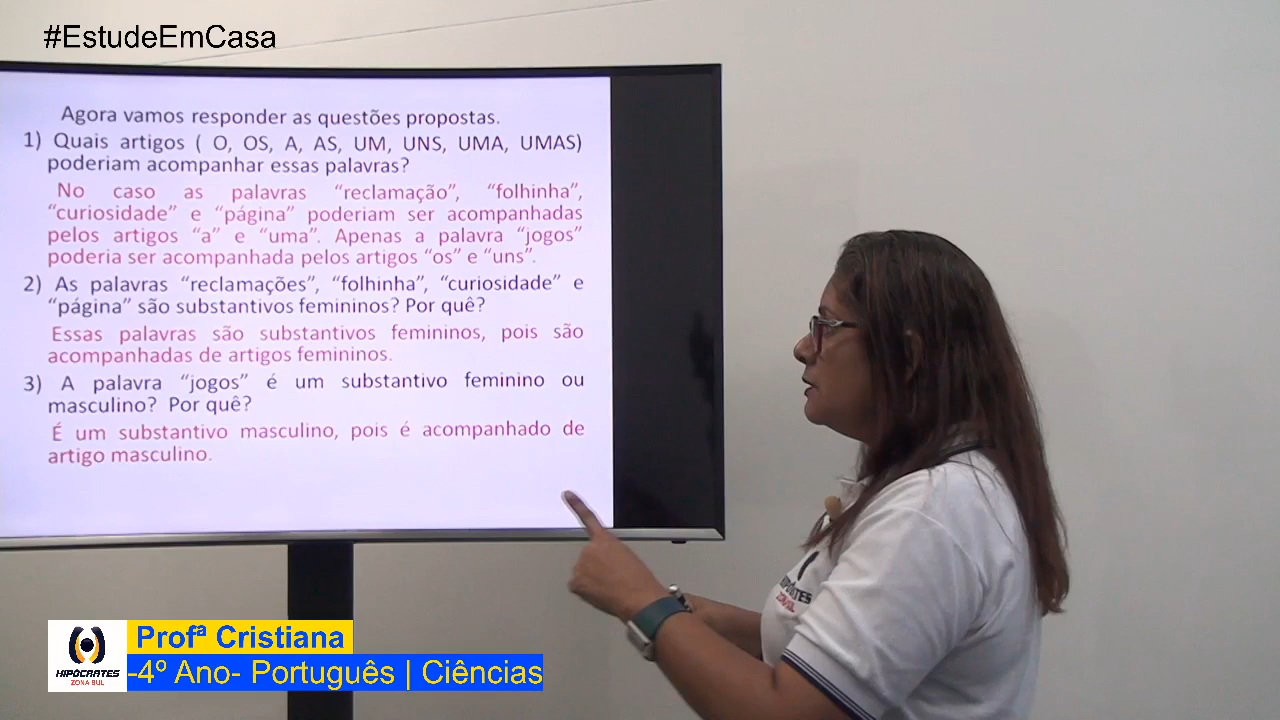 #EstudeEmCasa
Agora vamos responder as questões propostas.
1) Quais artigos ( O, OS, A, AS, UM, UNS, UMA, UMAS)
poderiam acompanhar essas palavras?
No caso as palavras “reclamação”, “folhinha”,
“curiosidade” e “página” poderiam ser acompanhadas
pelos artigos “a” e “uma”. Apenas a palavra “jogos”
poderia ser acompanhada pelos artigos “os” e “uns”.
2) As palavras “reclamações”, “folhinha”, “curiosidade” e
“página” são substantivos femininos? Por quê?
Essas palavras são substantivos femininos, pois são
acompanhadas de artigos femininos.
3) A palavra “jogos” é um substantivo feminino ou
masculino? Por quê?
É um substantivo masculino, pois é acompanhado de
artigo masculino.
HIPÓCRATES
ZONA SUL
Profª Cristiana
-4º Ano- Português | Ciências
HIPÓCRATES
ZONA SUL